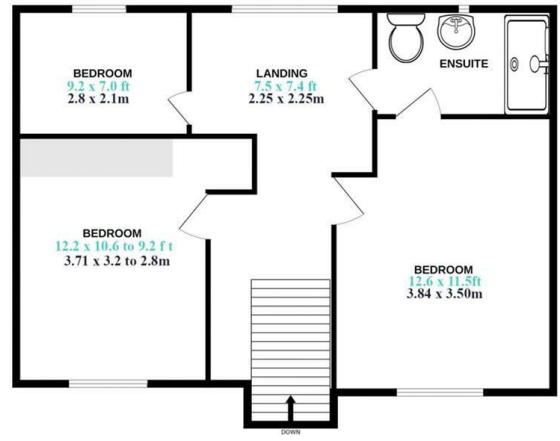 BEDROOM
9.2 x 7.0 ft
2.8 x 2.1m
LANDING
7.5 x 7.4 ft
2.25 x 2.25m
ENSUITE
BEDROOM
12.2 x 10.6 to 9.2 f t
3.71 x 3.2 to 2.8m
BEDROOM
12.6 x 11.5ft
3.84 x 3.50m
DOWN